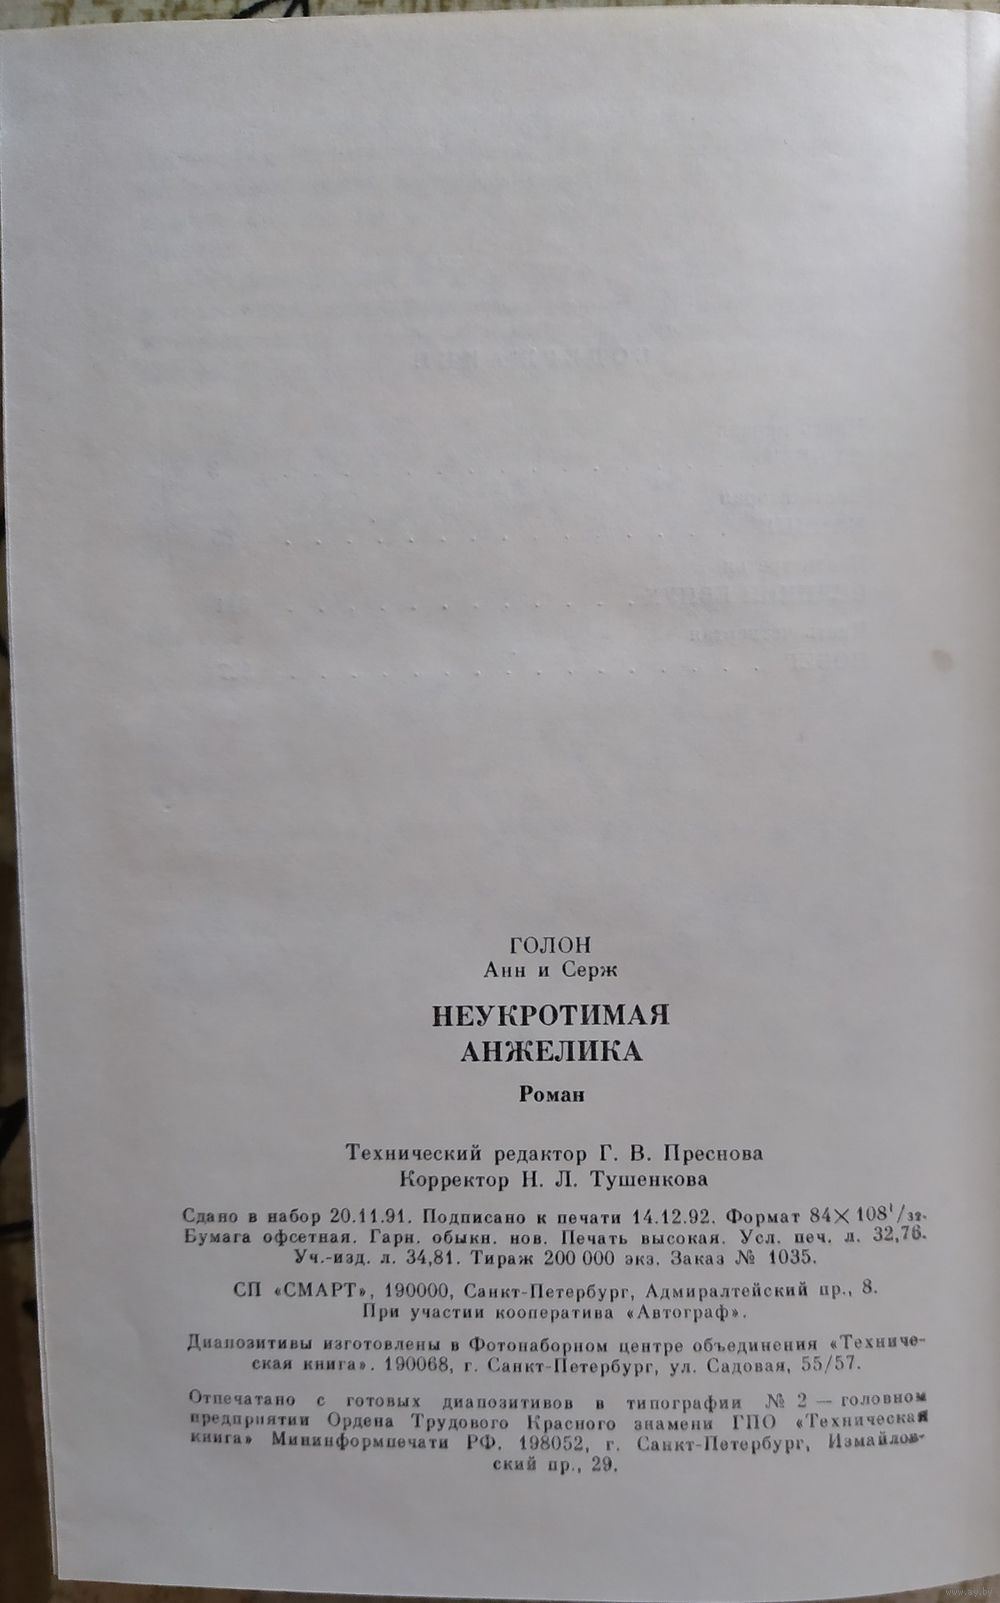 ГОЛОН
Анн и Серж
НЕУКРОТИМАЯ
АНЖЕЛИКА
Роман
Технический редактор Г. В. Преснова
Корректор Н. Л. Тушенкова
Сдано в набор 20.11.91. Подписано к печати 14.12.92. Формат 84×108¹/₃₂.
Бумага офсетная. Гарн. обыкн. нов. Печать высокая. Усл. печ. л. 32,76.
Уч.-изд. л. 34,81. Тираж 200 000 экз. Заказ № 1035.
СП «СМАРТ», 190000, Санкт-Петербург, Адмиралтейский пр., 8.
При участии кооператива «Автограф».
Диапозитивы изготовлены в Фотонаборном центре объединения «Техниче-
ская книга». 190068, г. Санкт-Петербург, ул. Садовая, 55/57.
Отпечатано с готовых диапозитивов в типографии № 2 — головном
предприятии Ордена Трудового Красного знамени ГПО «Техническая
книга» Мининформпечати РФ. 198052, г. Санкт-Петербург, Измайлов-
ский пр., 29.
www.ay.by